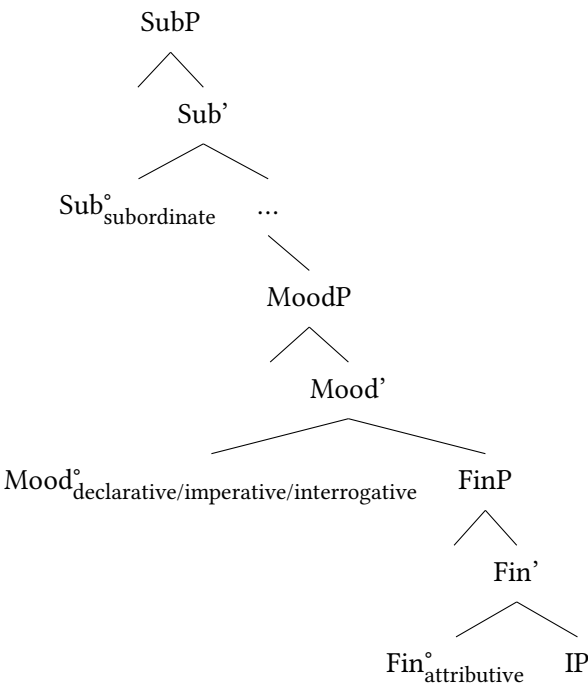 SubP
Sub’
Sub°subordinate ...
MoodP
Mood’
Mood°declarative/imperative/interrogative FinP
Fin’
Fin°attributive IP